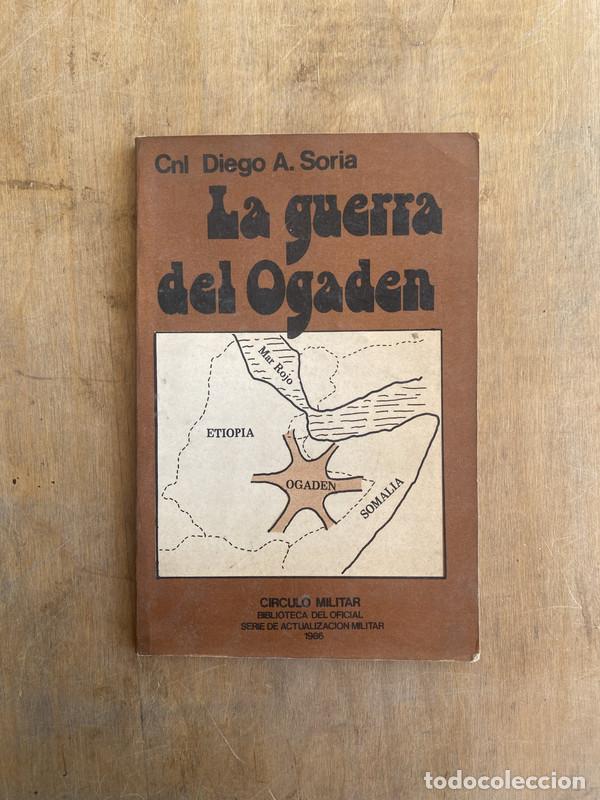 Cnl Diego A. Soria
La guerra
del Ogaden
Mar Rojo
ETIOPIA
OGADEN
SOMALIA
CIRCULO MILITAR
BIBLIOTECA DEL OFICIAL
SERIE DE ACTUALIZACION MILITAR
1986
todocoleccion